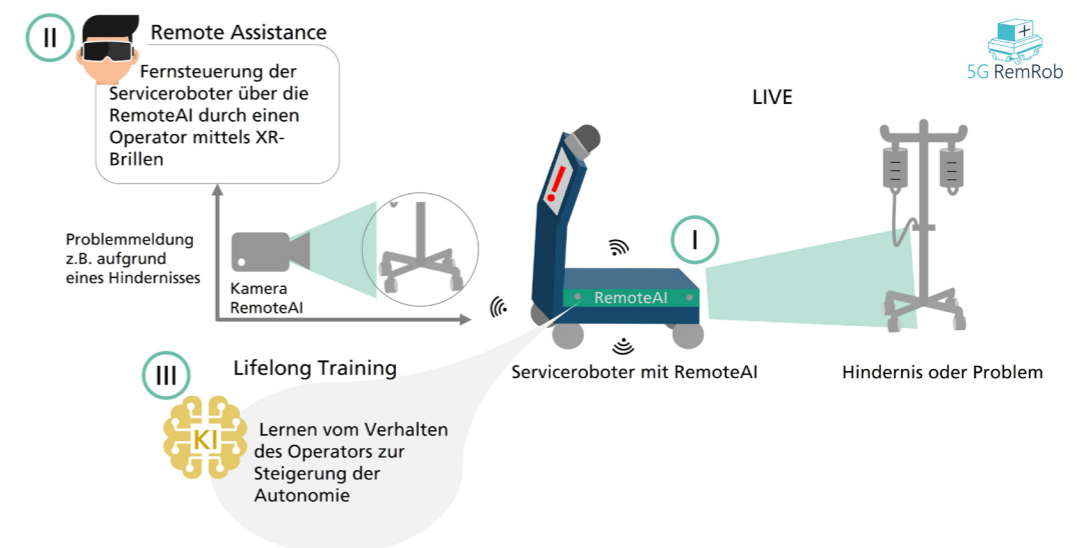 II
Remote Assistance
Fernsteuerung der
Serviceroboter über die
RemoteAI durch einen
Operator mittels XR-
Brillen
5G RemRob
LIVE
I
Problemmeldung
z.B. aufgrund
eines Hindernisses
Kamera
RemoteAI
!
RemoteAI
Serviceroboter mit RemoteAI
Hindernis oder Problem
III
Lifelong Training
KI
Lernen vom Verhalten
des Operators zur
Steigerung der
Autonomie